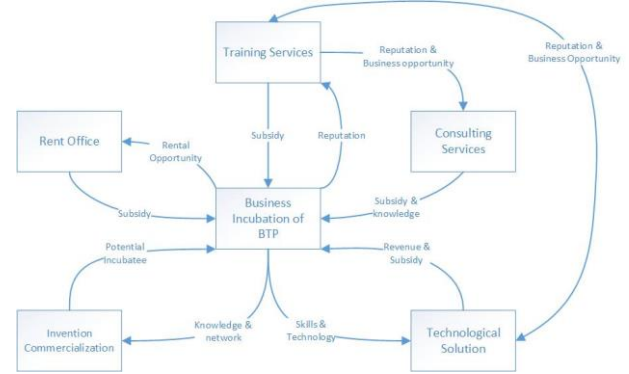 Training Services
Reputation &
Business opportunity
Reputation &
Business Opportunity
Rent Office
Rental
Opportunity
Subsidy
Reputation
Consulting
Services
Subsidy
Business
Incubation of
BTP
Subsidy &
knowledge
Potential
Incubatee
Revenue &
Subsidy
Invention
Commercialization
Knowledge &
network
Skills &
Technology
Technological
Solution